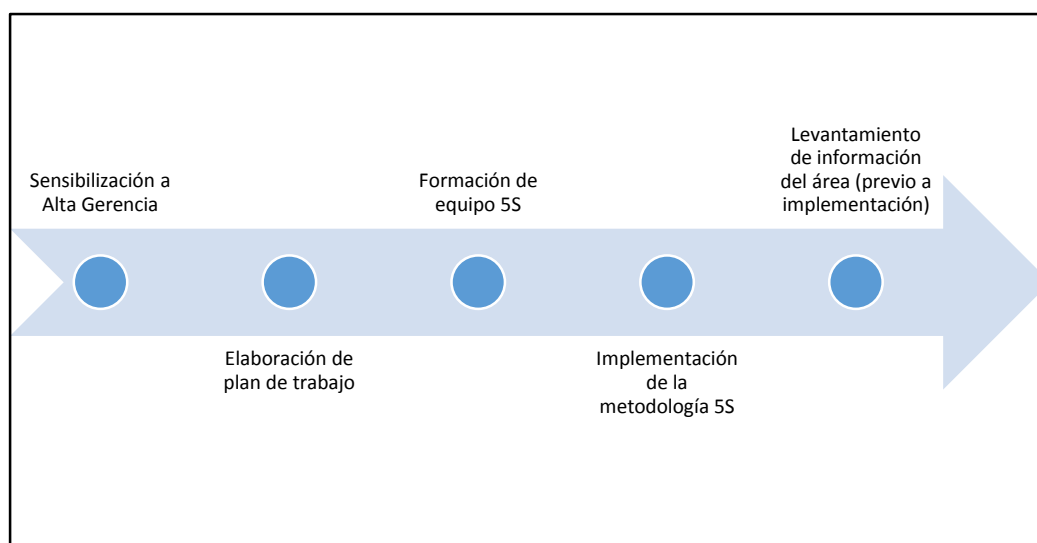 Sensibilización a
Alta Gerencia
Elaboración de
plan de trabajo
Formación de
equipo 5S
Implementación
de la
metodología 5S
Levantamiento
de información
del área (previo a
implementación)